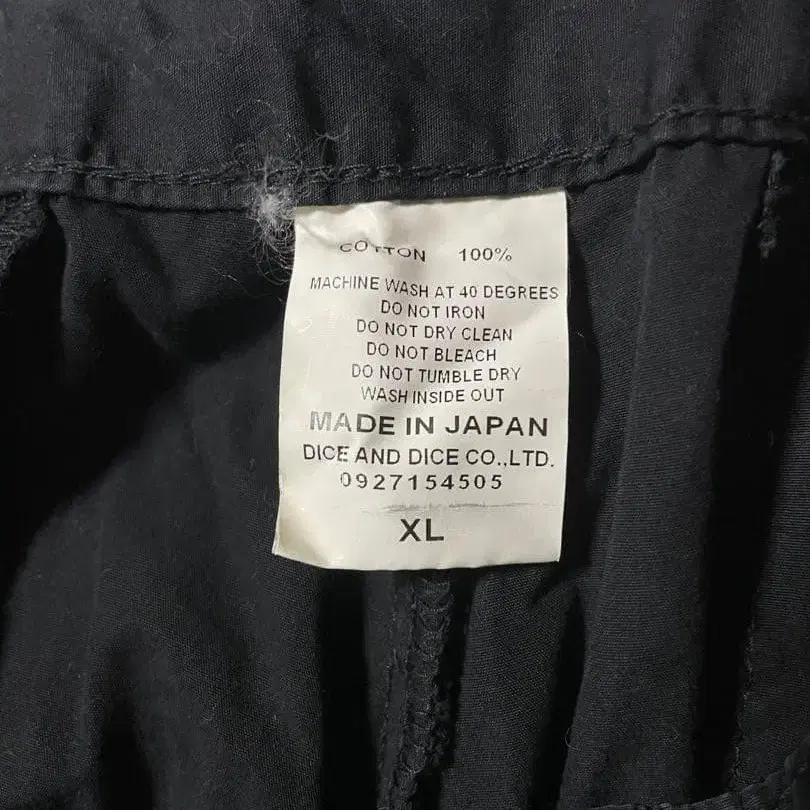 COTTON 100%
MACHINE WASH AT 40 DEGREES
DO NOT IRON
DO NOT DRY CLEAN
DO NOT BLEACH
DO NOT TUMBLE DRY
WASH INSIDE OUT
MADE IN JAPAN
DICE AND DICE CO.,LTD.
0927154505
XL